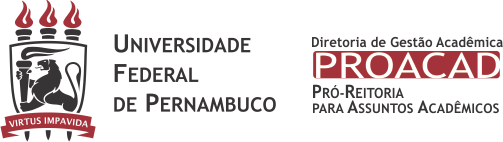 VIRTUS IMPAVIDA
UNIVERSIDADE
FEDERAL
DE PERNAMBUCO
Diretoria de Gestão Acadêmica
PROACAD
PRÓ-REITORIA
PARA ASSUNTOS ACADÊMICOS